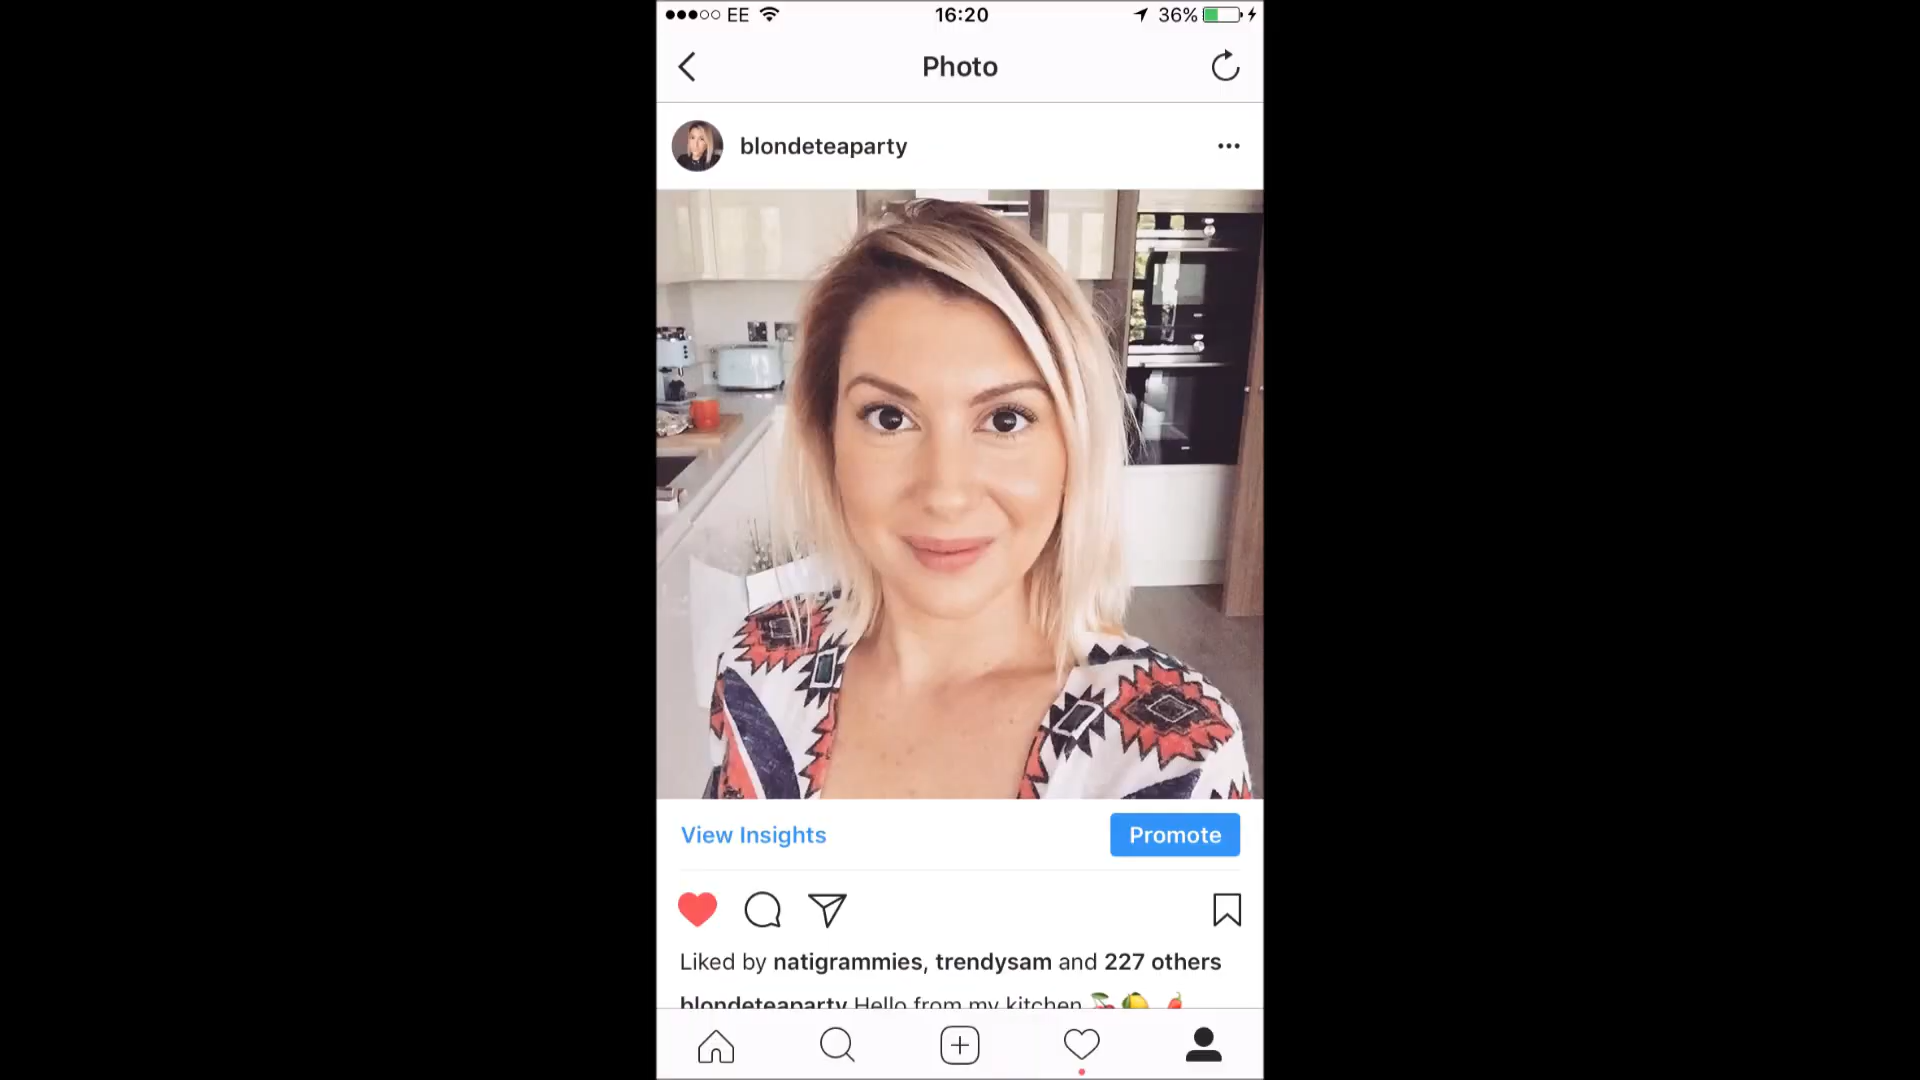 EE 16:20 36%
Photo
blondeteaparty
View Insights Promote
Liked by natigrammies, trendysam and 227 others
blondeteaparty Hello from my kitchen 🍒🍋🌶️